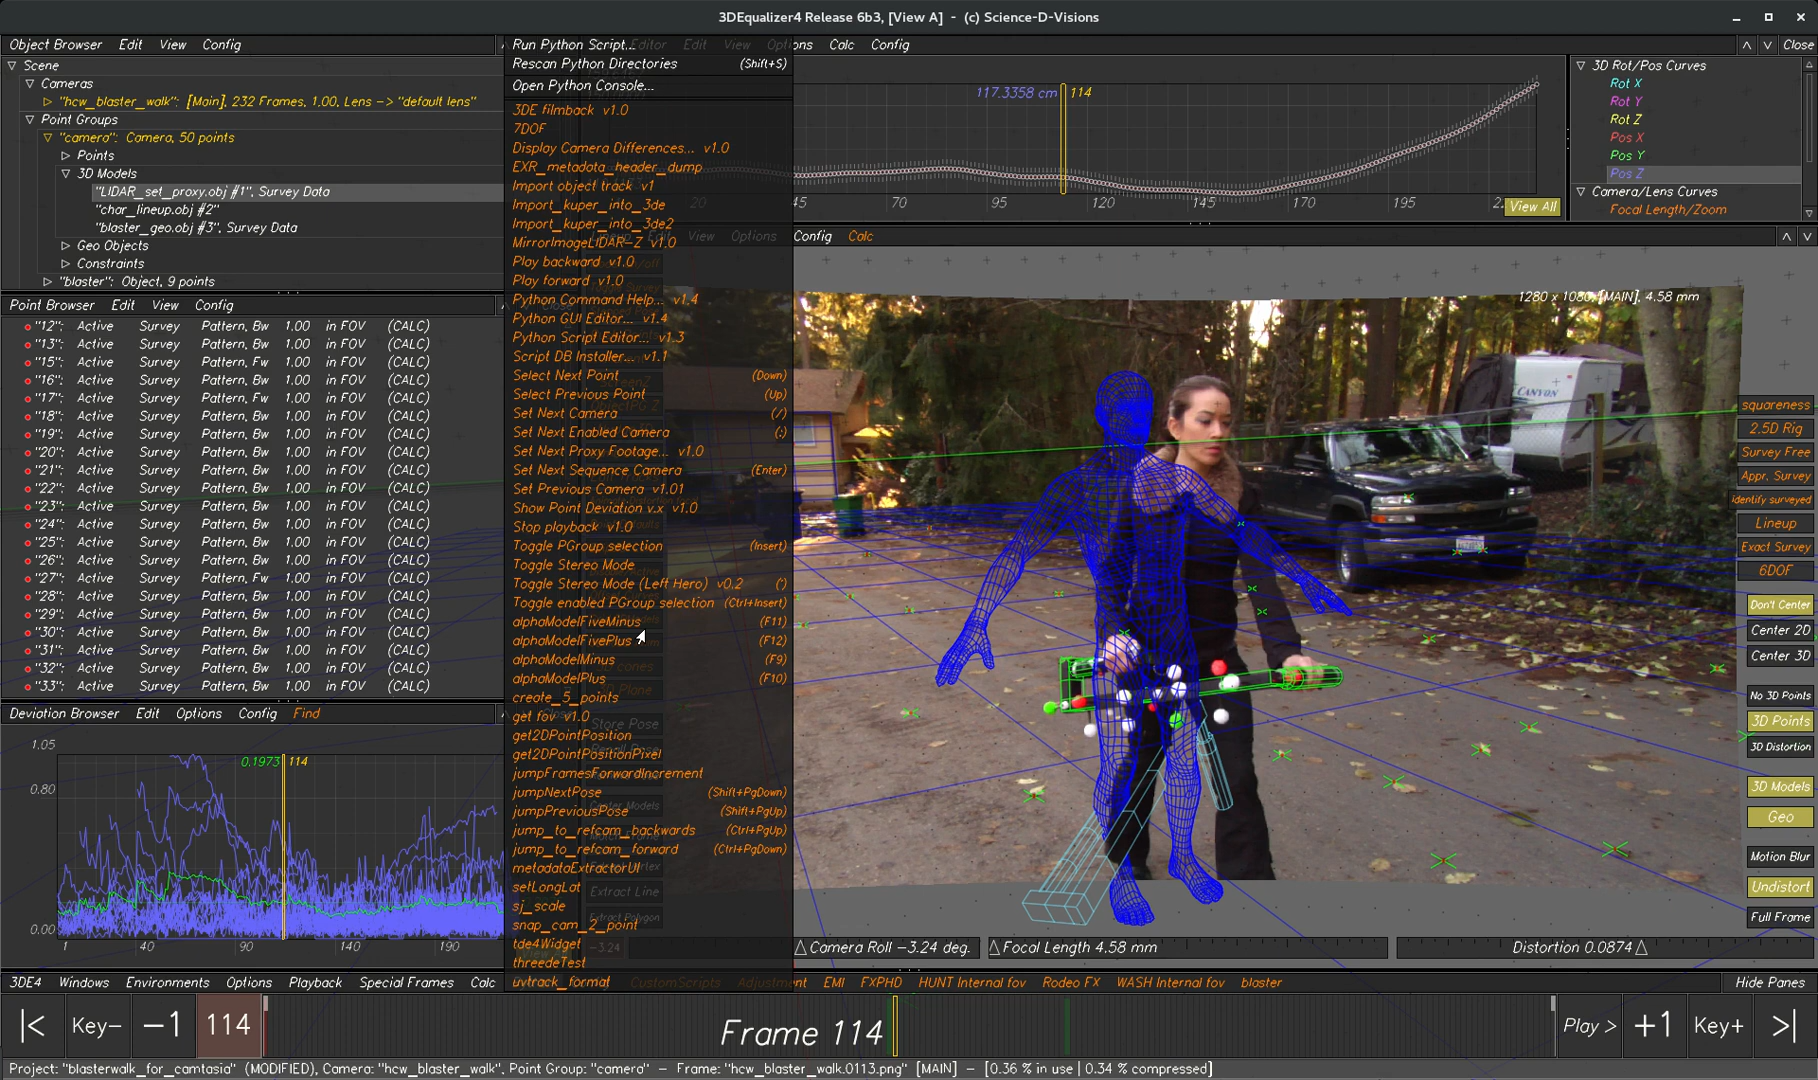 3DEqualizer4 Release 6b3, [View A]  -  (c) Science-D-Visions
Object Browser Edit View Config
Scene
Cameras
"hcw_blaster_walk": [Main], 232 Frames, 1.00, Lens -> "default lens"
Point Groups
"camera": Camera, 50 points
Points
3D Models
"LIDAR_set_proxy.obj #1", Survey Data
"char_lineup.obj #2"
"blaster_geo.obj #3", Survey Data
Geo Objects
Constraints
"blaster": Object, 9 points
Point Browser Edit View Config
"12": Active Survey Pattern, Bw 1.00 in FOV (CALC)
"13": Active Survey Pattern, Bw 1.00 in FOV (CALC)
"15": Active Survey Pattern, Fw 1.00 in FOV (CALC)
"16": Active Survey Pattern, Bw 1.00 in FOV (CALC)
"17": Active Survey Pattern, Fw 1.00 in FOV (CALC)
"18": Active Survey Pattern, Bw 1.00 in FOV (CALC)
"19": Active Survey Pattern, Bw 1.00 in FOV (CALC)
"20": Active Survey Pattern, Bw 1.00 in FOV (CALC)
"21": Active Survey Pattern, Bw 1.00 in FOV (CALC)
"22": Active Survey Pattern, Bw 1.00 in FOV (CALC)
"23": Active Survey Pattern, Bw 1.00 in FOV (CALC)
"24": Active Survey Pattern, Bw 1.00 in FOV (CALC)
"25": Active Survey Pattern, Bw 1.00 in FOV (CALC)
"26": Active Survey Pattern, Bw 1.00 in FOV (CALC)
"27": Active Survey Pattern, Fw 1.00 in FOV (CALC)
"28": Active Survey Pattern, Bw 1.00 in FOV (CALC)
"29": Active Survey Pattern, Bw 1.00 in FOV (CALC)
"30": Active Survey Pattern, Bw 1.00 in FOV (CALC)
"31": Active Survey Pattern, Bw 1.00 in FOV (CALC)
"32": Active Survey Pattern, Bw 1.00 in FOV (CALC)
"33": Active Survey Pattern, Bw 1.00 in FOV (CALC)
Deviation Browser Edit Options Config Find
1.05
0.80
0.00
0.1973 114
1 40 90 140 190
Run Python Script...
Rescan Python Directories (Shift+S)
Open Python Console...
3DE filmback v1.0
7DOF
Display Camera Differences... v1.0
EXR_metadata_header_dump
Import object track v1
Import_kuper_into_3de
Import_kuper_into_3de2
MirrorImageLIDAR-Z v1.0
Play backward v1.0
Play forward v1.0
Python Command Help... v1.4
Python GUI Editor... v1.4
Python Script Editor... v1.3
Script DB Installer... v1.1
Select Next Point (Down)
Select Previous Point (Up)
Set Next Camera (/)
Set Next Enabled Camera (;)
Set Next Proxy Footage... v1.0
Set Next Sequence Camera (Enter)
Set Previous Camera v1.01
Show Point Deviation v.x v1.0
Stop playback v1.0
Toggle PGroup selection (Insert)
Toggle Stereo Mode
Toggle Stereo Mode (Left Hero) v0.2 (')
Toggle enabled PGroup selection (Ctrl+Insert)
alphaModelFiveMinus (F11)
alphaModelFivePlus (F12)
alphaModelMinus (F9)
alphaModelPlus (F10)
create_5_points
get fov v1.0
get2DPointPosition
get2DPointPositionPixel
jumpFramesForwardIncrement
jumpNextPose (Shift+PgDown)
jumpPreviousPose (Shift+PgUp)
jump_to_refcam_backwards (Ctrl+PgUp)
jump_to_refcam_forward (Ctrl+PgDown)
metadataExtractorUI
setLongLat
sj_scale
snap_cam_2_point
tde4Widget
threedeTest
uvtrack_format
Editor Edit View Options Calc Config
Close
117.3358 cm 114
20 45 70 95 120 145 170 195
View All
3D Rot/Pos Curves
Rot X
Rot Y
Rot Z
Pos X
Pos Y
Pos Z
Camera/Lens Curves
Focal Length/Zoom
Edit View Options Config Calc
1280 x 1080, [MAIN], 4.58 mm
CANYON
squareness
2.5D Rig
Survey Free
Appr. Survey
identify surveyed
Lineup
Exact Survey
6DOF
Don't Center
Center 2D
Center 3D
No 3D Points
3D Points
3D Distortion
3D Models
Geo
Motion Blur
Undistort
Full Frame
Store Pose
Center Models
Extract Line
Extract Polygon
-3.24
Camera Roll -3.24 deg.
Focal Length 4.58 mm
Distortion 0.0874
3DE4 Windows Environments Options Playback Special Frames Calc CustomScripts Adjustment EMI FXPHD HUNT Internal fov Rodeo FX WASH Internal fov blaster Hide Panes
|< Key- -1 114 Frame 114 Play > +1 Key+ >|
Project: "blasterwalk_for_camtasia" (MODIFIED), Camera: "hcw_blaster_walk", Point Group: "camera" - Frame: "hcw_blaster_walk.0113.png" [MAIN] - [0.36 % in use | 0.34 % compressed]